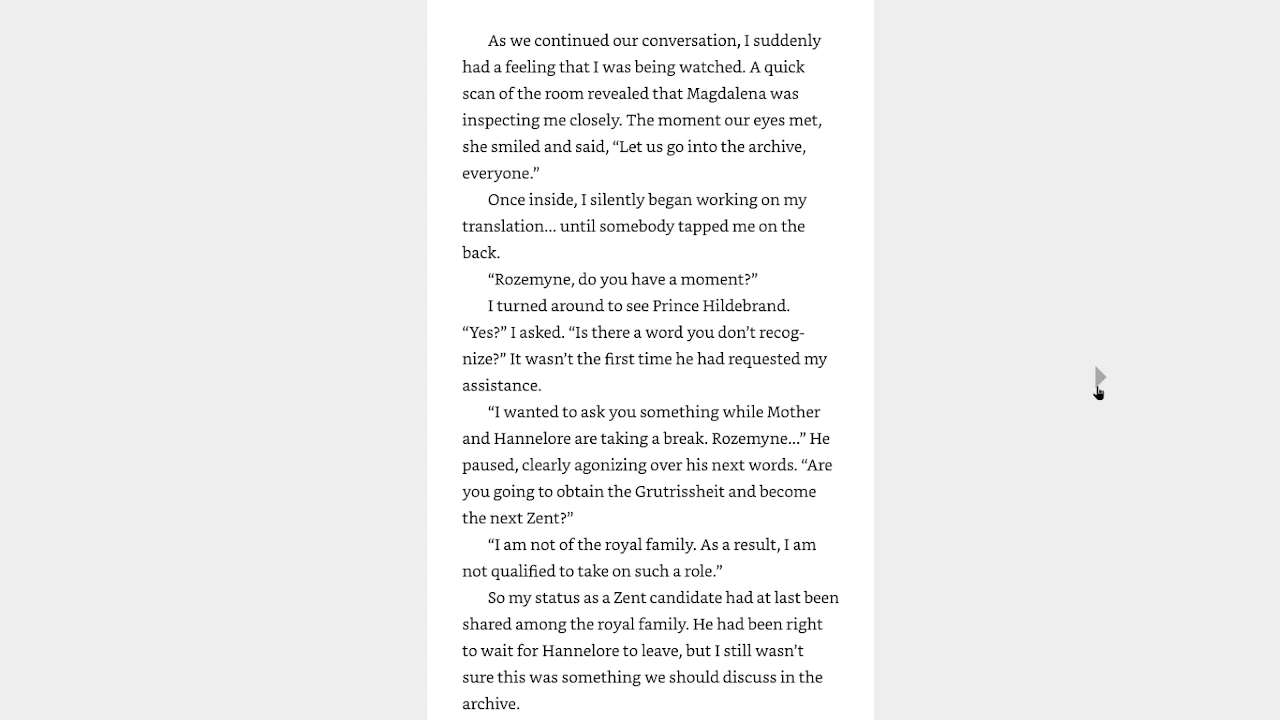 As we continued our conversation, I suddenly
had a feeling that I was being watched. A quick
scan of the room revealed that Magdalena was
inspecting me closely. The moment our eyes met,
she smiled and said, “Let us go into the archive,
everyone.”
Once inside, I silently began working on my
translation... until somebody tapped me on the
back.
“Rozemyne, do you have a moment?”
I turned around to see Prince Hildebrand.
“Yes?” I asked. “Is there a word you don’t recog-
nize?” It wasn’t the first time he had requested my
assistance.
“I wanted to ask you something while Mother
and Hannelore are taking a break. Rozemyne...” He
paused, clearly agonizing over his next words. “Are
you going to obtain the Grutrissheit and become
the next Zent?”
“I am not of the royal family. As a result, I am
not qualified to take on such a role.”
So my status as a Zent candidate had at last been
shared among the royal family. He had been right
to wait for Hannelore to leave, but I still wasn’t
sure this was something we should discuss in the
archive.